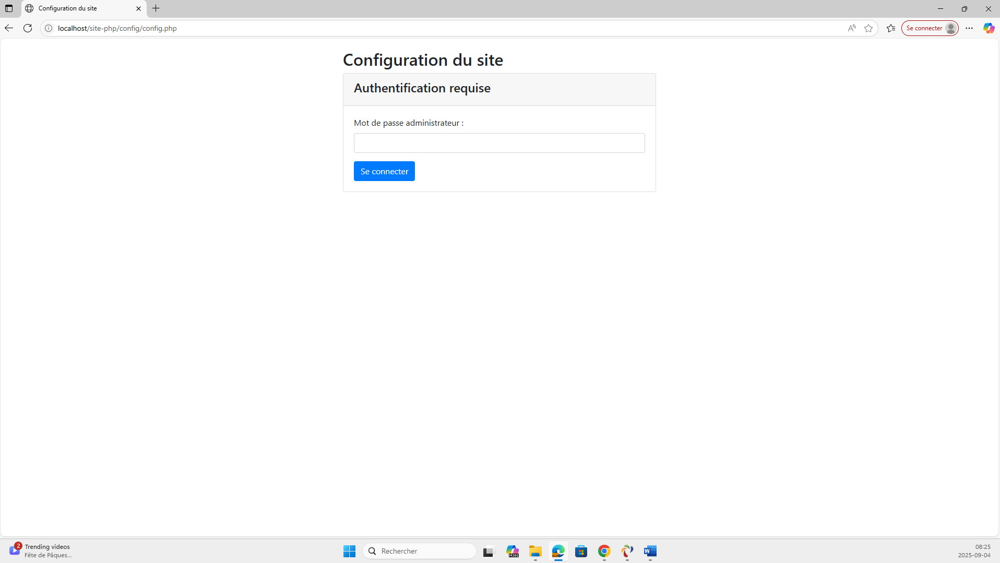 Configuration du site
localhost/site-php/config/config.php
Se connecter
Configuration du site
Authentification requise
Mot de passe administrateur :
Se connecter
2
Trending videos
Fête de Pâques...
Rechercher
M365
08:25
2025-09-04